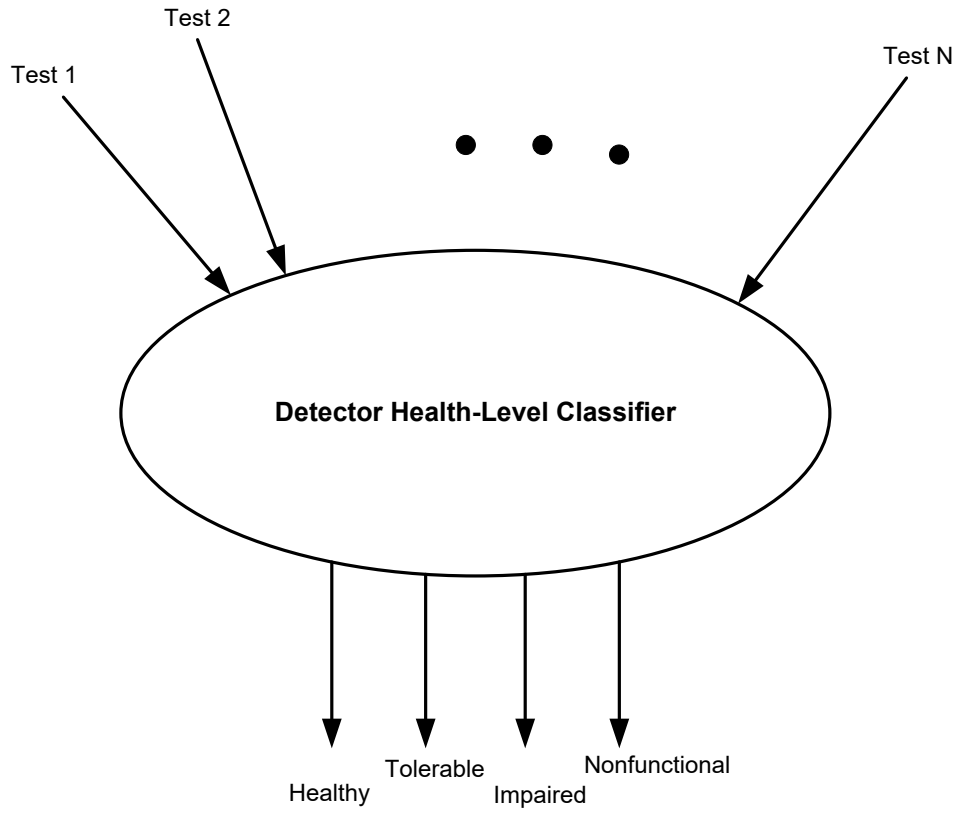 Test 2
Test 1
Test N
Detector Health-Level Classifier
Healthy
Tolerable
Impaired
Nonfunctional